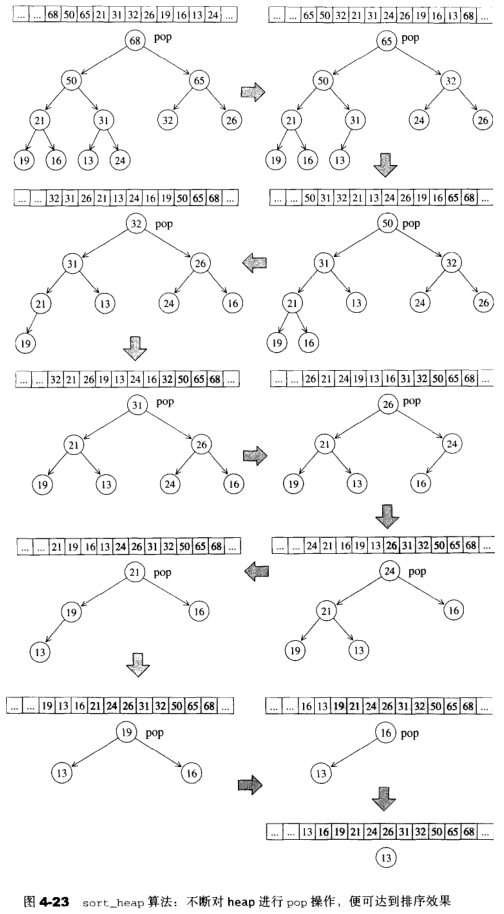 ... ... 68 50 65 21 31 32 26 19 16 13 24 ...
68 pop
50 65
21 31 32 26
19 16 13 24
... ... 65 50 32 21 31 24 26 19 16 13 68 ...
65 pop
50 32
21 31 24 26
19 16 13
... ... 50 31 32 21 13 24 26 19 16 65 68 ...
50 pop
31 32
21 13 24 26
19 16
... ... 32 31 26 21 13 24 16 19 50 65 68 ...
32 pop
31 26
21 13 24 16
19
... ... 32 21 26 19 13 24 16 32 50 65 68 ...
31 pop
21 26
19 13 24 16
... ... 26 21 24 19 13 16 31 32 50 65 68 ...
26 pop
21 24
19 13 16
... ... 24 21 16 19 13 26 31 32 50 65 68 ...
24 pop
21 16
19 13
... ... 21 19 16 13 24 26 31 32 50 65 68 ...
21 pop
19 16
13
... ... 19 13 16 21 24 26 31 32 50 65 68 ...
19 pop
13 16
... ... 16 13 19 21 24 26 31 32 50 65 68 ...
16 pop
13
... ... 13 16 19 21 24 26 31 32 50 65 68 ...
13
图 4-23 sort_heap 算法：不断对 heap 进行 pop 操作，便可达到排序效果